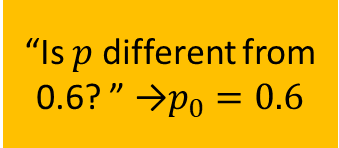 “Is 𝑝 different from
0.6?” →𝑝₀ = 0.6